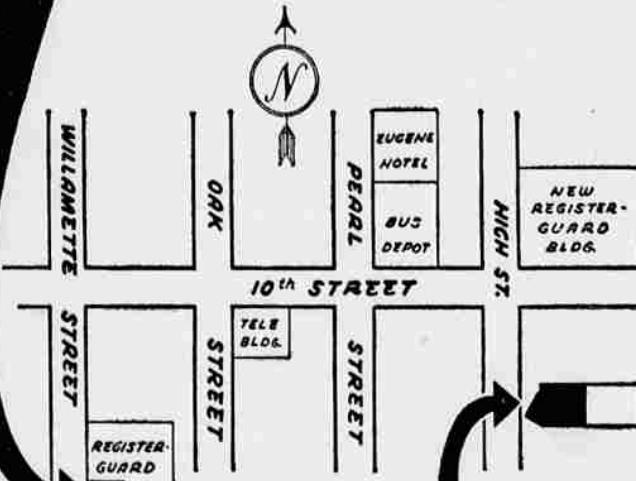 N
WILLAMETTE STREET
OAK STREET
PEARL STREET
EUGENE
HOTEL
BUS
DEPOT
HIGH ST.
NEW
REGISTER-
GUARD
BLDG.
10th STREET
TELE
BLDG.
REGISTER-
GUARD